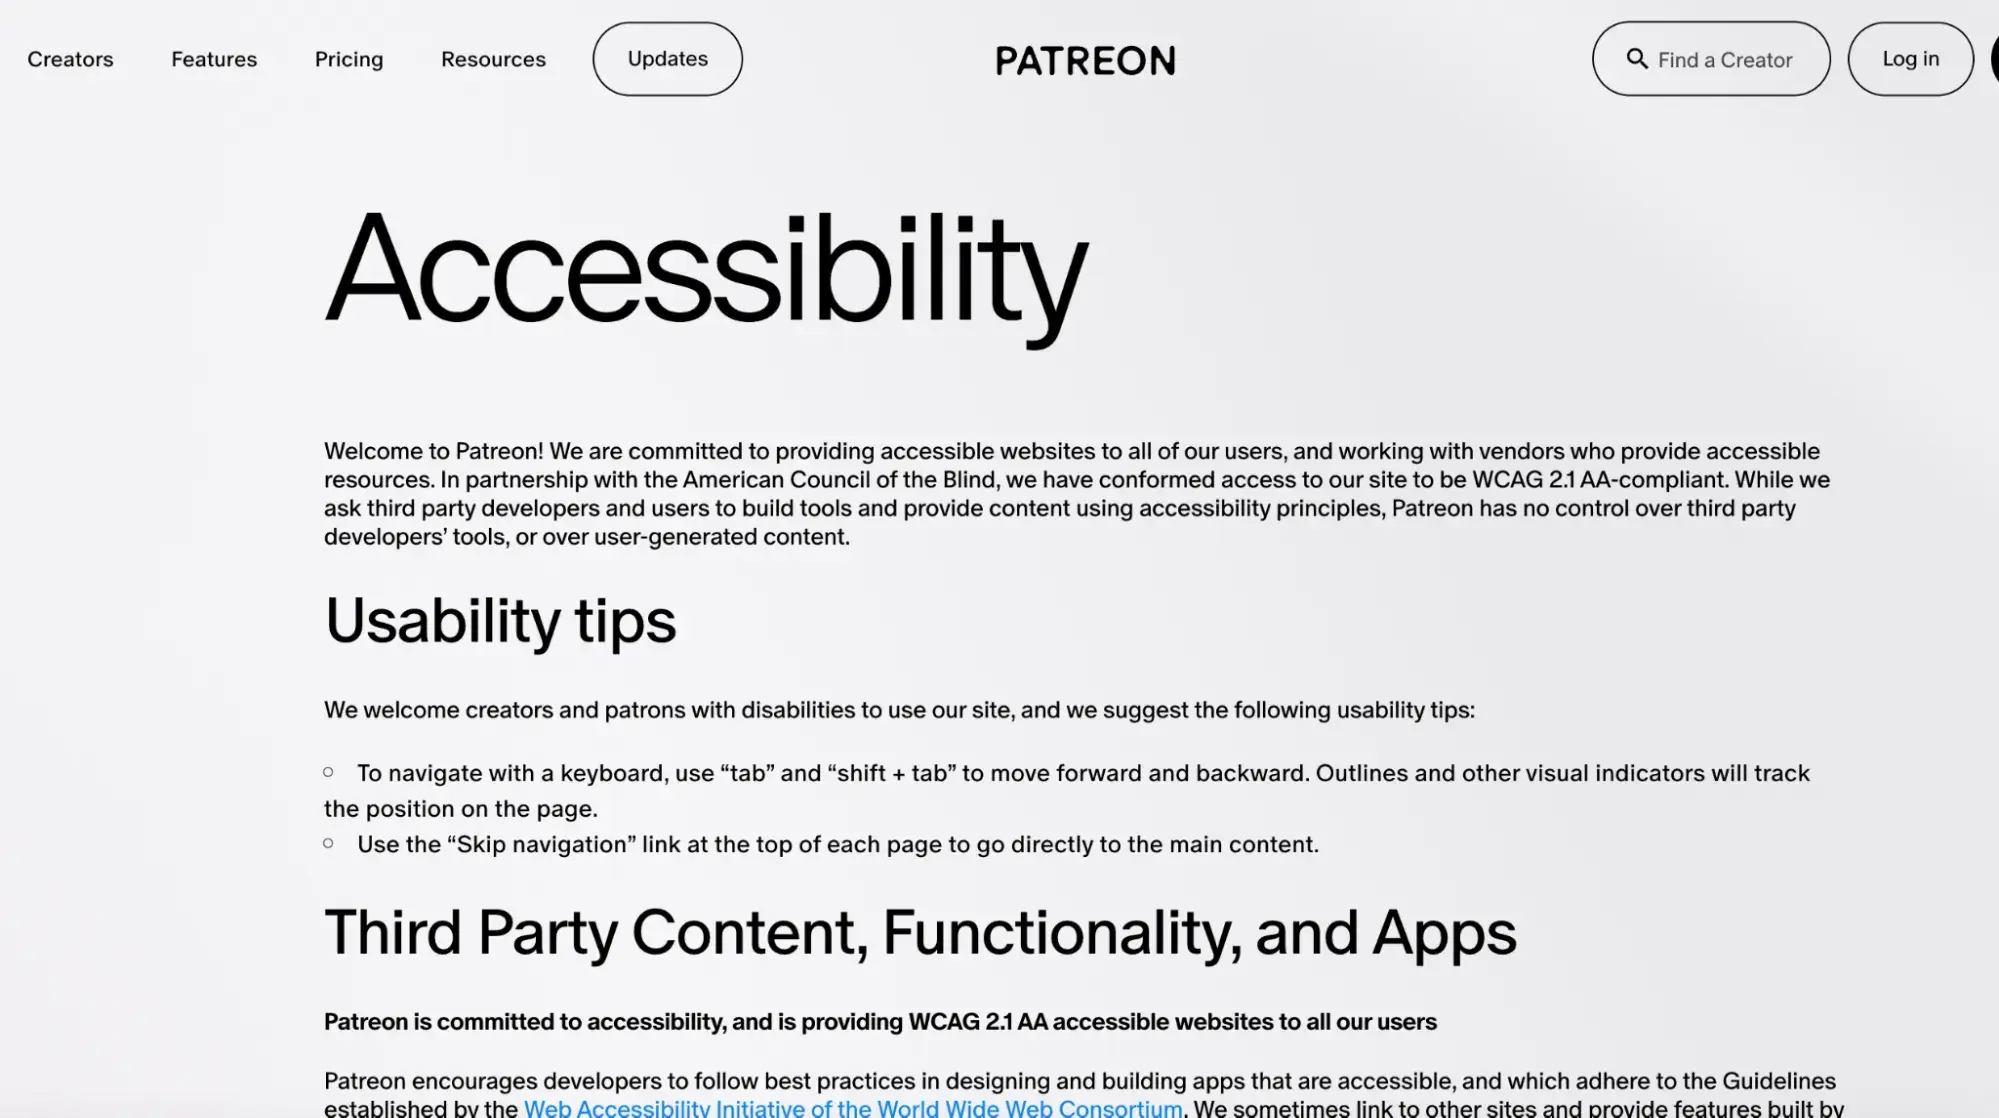 Creators Features Pricing Resources Updates PATREON Find a Creator Log in
Accessibility
Welcome to Patreon! We are committed to providing accessible websites to all of our users, and working with vendors who provide accessible
resources. In partnership with the American Council of the Blind, we have conformed access to our site to be WCAG 2.1 AA-compliant. While we
ask third party developers and users to build tools and provide content using accessibility principles, Patreon has no control over third party
developers’ tools, or over user-generated content.
Usability tips
We welcome creators and patrons with disabilities to use our site, and we suggest the following usability tips:
○ To navigate with a keyboard, use “tab” and “shift + tab” to move forward and backward. Outlines and other visual indicators will track
the position on the page.
○ Use the “Skip navigation” link at the top of each page to go directly to the main content.
Third Party Content, Functionality, and Apps
Patreon is committed to accessibility, and is providing WCAG 2.1 AA accessible websites to all our users
Patreon encourages developers to follow best practices in designing and building apps that are accessible, and which adhere to the Guidelines
established by the Web Accessibility Initiative of the World Wide Web Consortium. We sometimes link to other sites and provide features built by